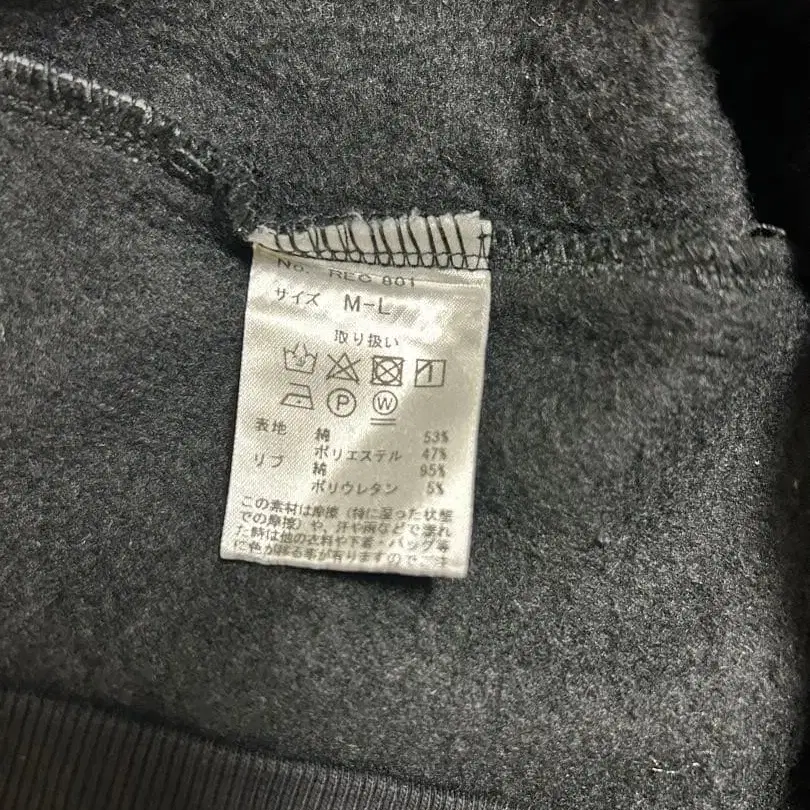 No. REC 801
サイズ M-L
取り扱い
P W
表地 綿 53%
ポリエステル 47%
リブ 綿 95%
ポリウレタン 5%
この素材は摩擦(特に湿った状態
での摩擦)や、汗や雨などで濡れ
た時は他の衣料や下着・バッグ等
に色が移る事が有りますのでご注